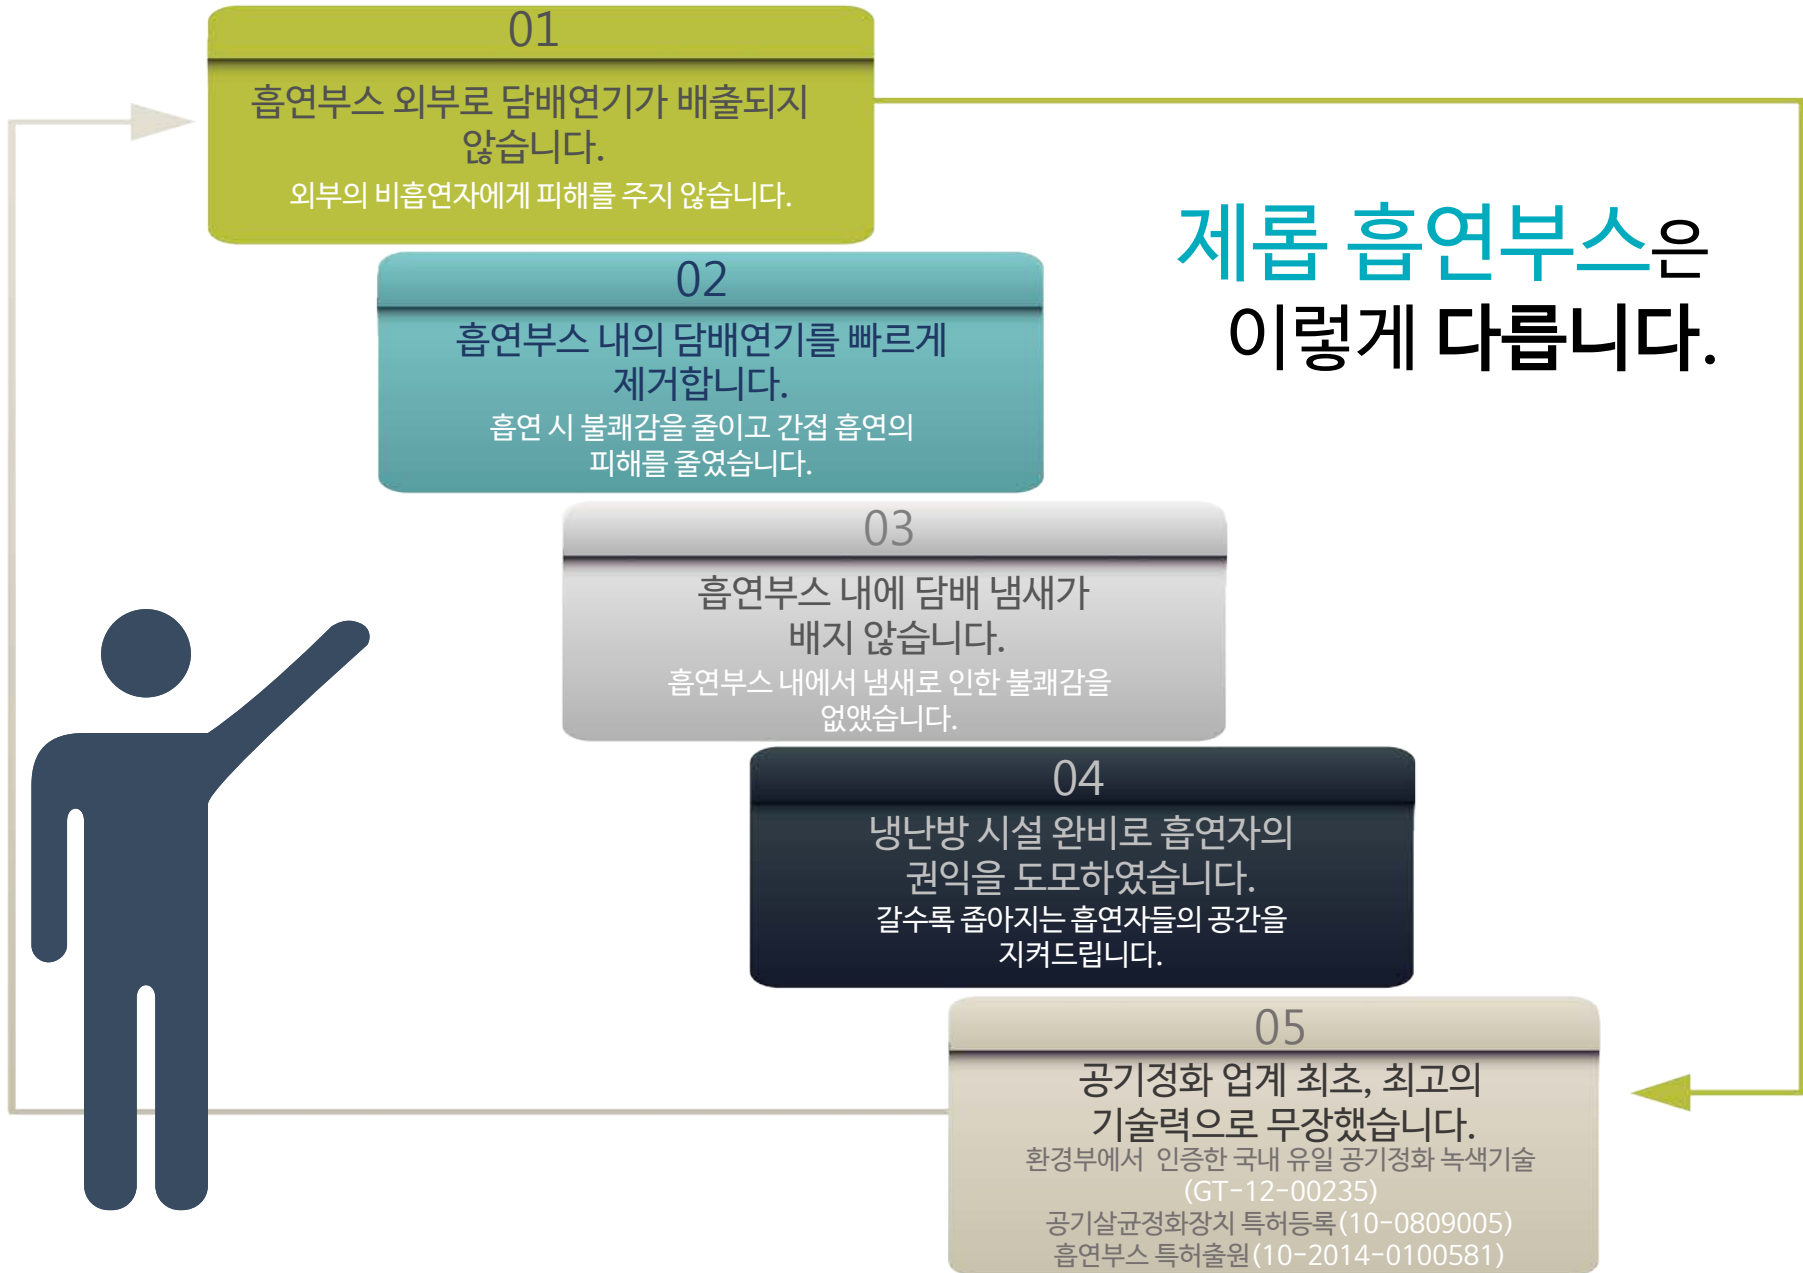 01
흡연부스 외부로 담배연기가 배출되지
않습니다.
외부의 비흡연자에게 피해를 주지 않습니다.
제롭 흡연부스은
이렇게 다릅니다.
02
흡연부스 내의 담배연기를 빠르게
제거합니다.
흡연 시 불쾌감을 줄이고 간접 흡연의
피해를 줄였습니다.
03
흡연부스 내에 담배 냄새가
배지 않습니다.
흡연부스 내에서 냄새로 인한 불쾌감을
없앴습니다.
04
냉난방 시설 완비로 흡연자의
권익을 도모하였습니다.
갈수록 좁아지는 흡연자들의 공간을
지켜드립니다.
05
공기정화 업계 최초, 최고의
기술력으로 무장했습니다.
환경부에서 인증한 국내 유일 공기정화 녹색기술
(GT-12-00235)
공기살균정화장치 특허등록(10-0809005)
흡연부스 특허출원(10-2014-0100581)